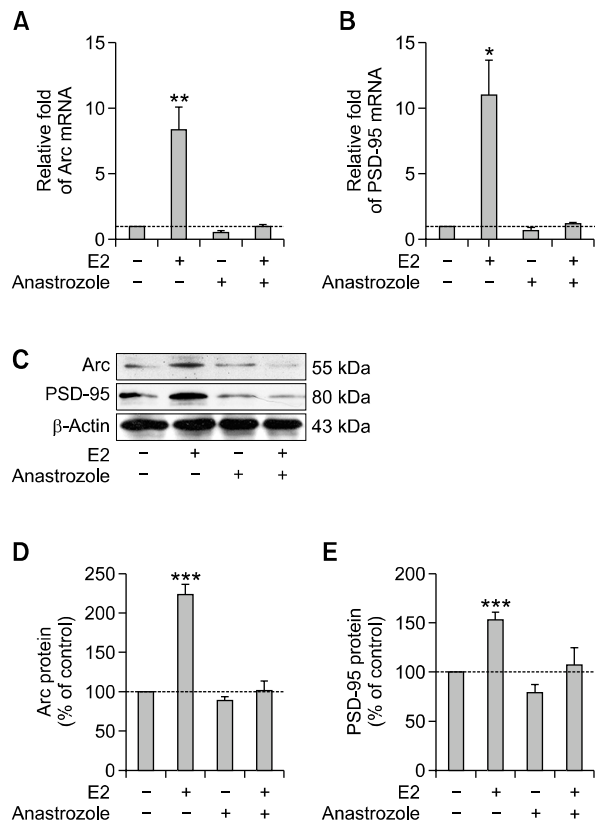 A
Relative fold
of Arc mRNA
15
10
5
0
**
E2 – + – +
Anastrozole – – + +
B
Relative fold
of PSD-95 mRNA
15
10
5
0
*
E2 – + – +
Anastrozole – – + +
C
Arc 55 kDa
PSD-95 80 kDa
β-Actin 43 kDa
E2 – + – +
Anastrozole – – + +
D
Arc protein
(% of control)
250
200
150
100
50
0
***
E2 – + – +
Anastrozole – – + +
E
PSD-95 protein
(% of control)
200
150
100
50
0
***
E2 – + – +
Anastrozole – – + +